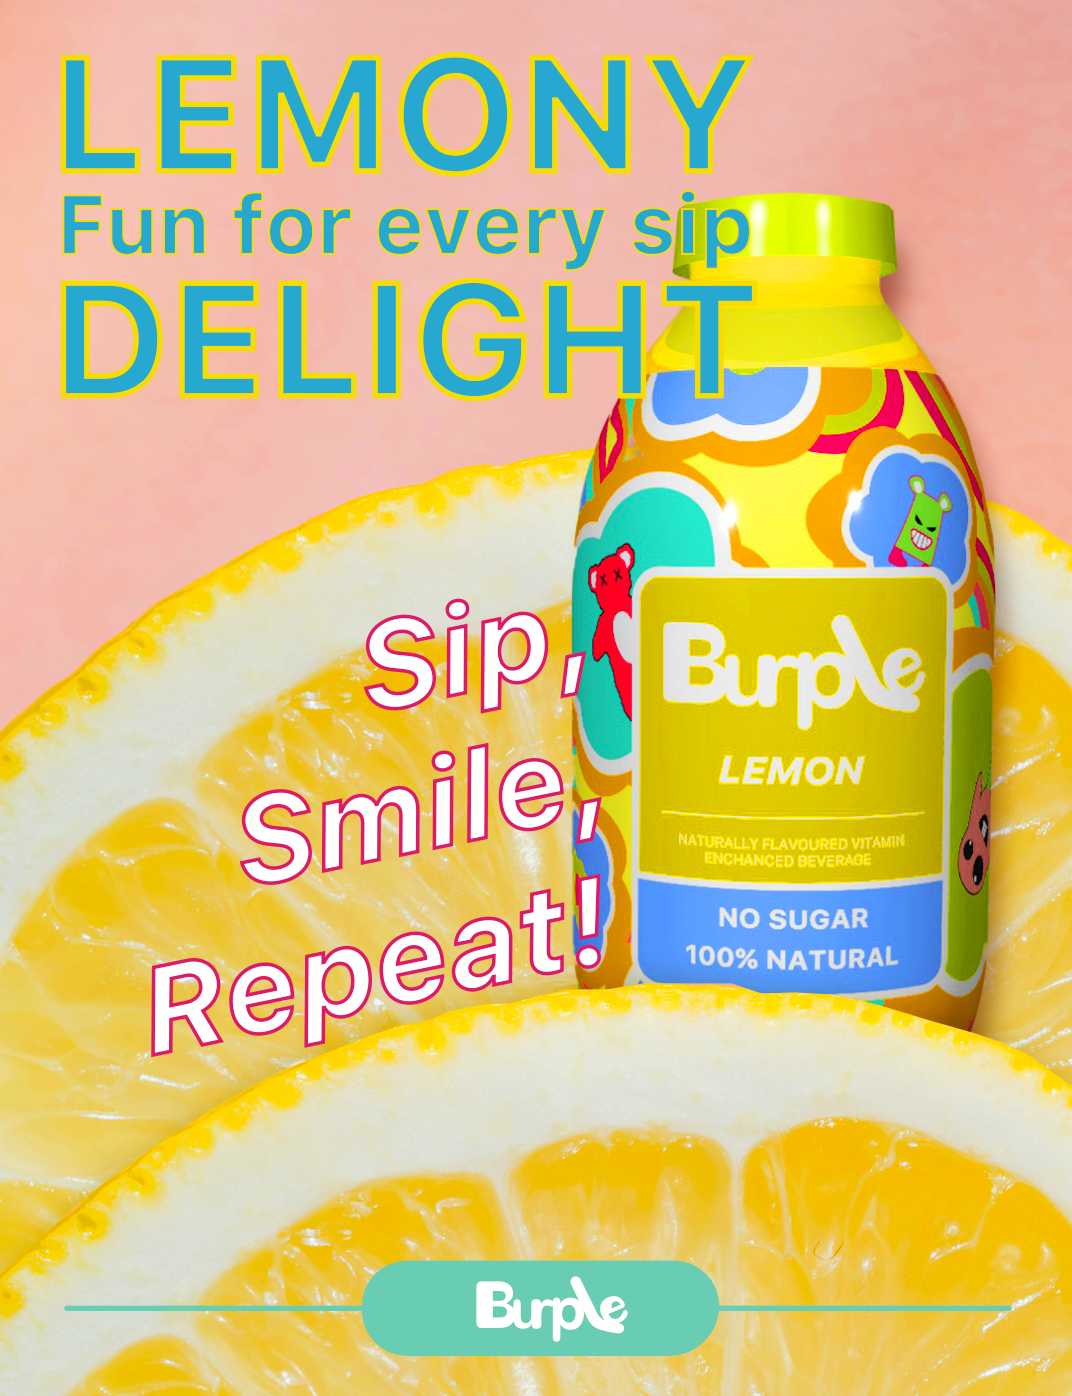 LEMONY
Fun for every sip
DELIGHT
Sip,
Smile,
Repeat!
Burple
LEMON
NATURALLY FLAVOURED VITAMIN
ENCHANCED BEVERAGE
NO SUGAR
100% NATURAL
Burple